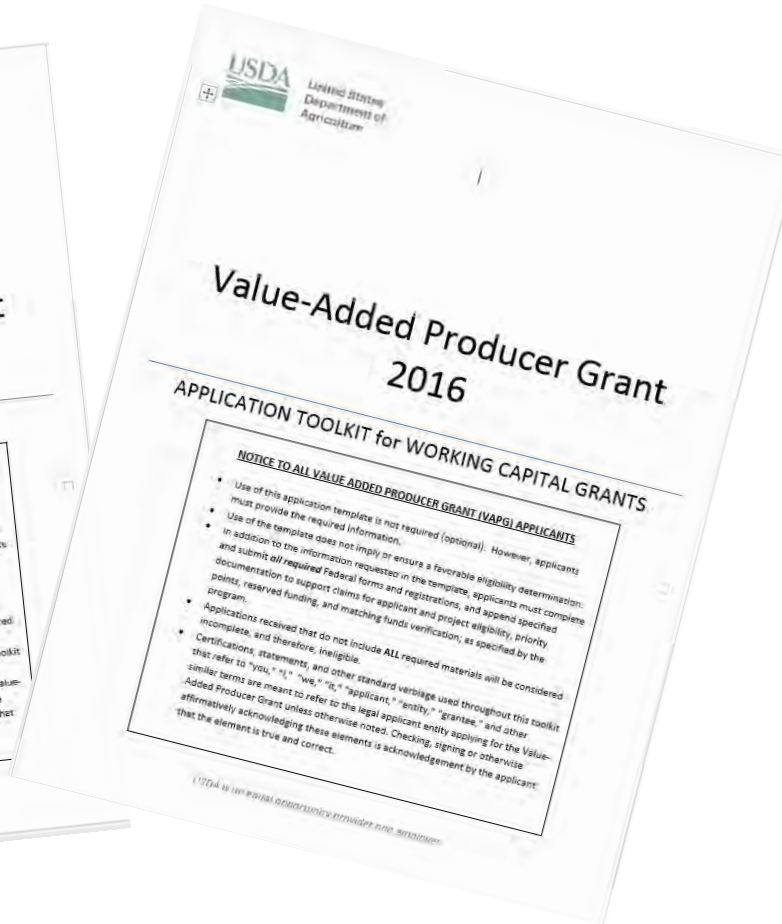 USDA
United States
Department of
Agriculture
Value-Added Producer Grant
2016
APPLICATION TOOLKIT for WORKING CAPITAL GRANTS
NOTICE TO ALL VALUE ADDED PRODUCER GRANT (VAPG) APPLICANTS
• Use of this application template is not required (optional). However, applicants
must provide the required information.
• Use of the template does not imply or ensure a favorable eligibility determination.
• In addition to the information requested in the template, applicants must complete
and submit all required Federal forms and registrations, and append specified
documentation to support claims for applicant and project eligibility, priority
points, reserved funding, and matching funds verification; as specified by the
program.
• Applications received that do not include ALL required materials will be considered
incomplete, and therefore, ineligible.
• Certifications, statements, and other standard verbiage used throughout this toolkit
that refer to "you," "I," "we," "it," "applicant," "entity," "grantee," and other
similar terms are meant to refer to the legal applicant entity applying for the Value-
Added Producer Grant unless otherwise noted. Checking, signing or otherwise
affirmatively acknowledging these elements is acknowledgement by the applicant
that the element is true and correct.
USDA is an equal opportunity provider and employer.